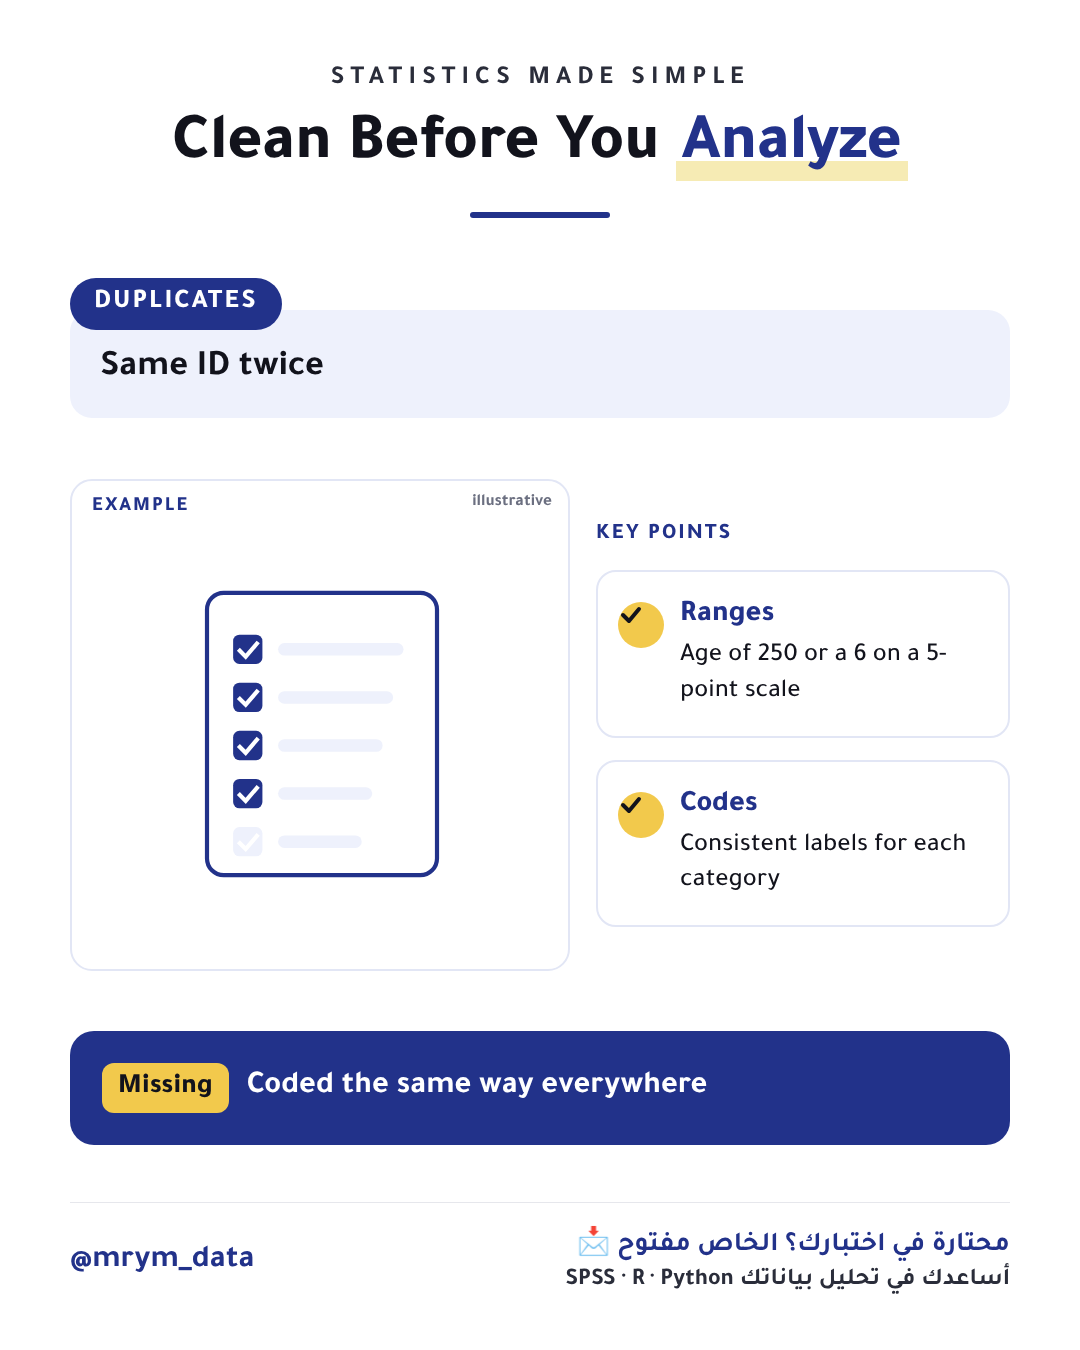 STATISTICS MADE SIMPLE
Clean Before You Analyze
DUPLICATES
Same ID twice
EXAMPLE
illustrative
KEY POINTS
Ranges
Age of 250 or a 6 on a 5-
point scale
Codes
Consistent labels for each
category
Missing Coded the same way everywhere
@mrym_data
محتارة في اختبارك؟ الخاص مفتوح 📩
أساعدك في تحليل بياناتك SPSS · R · Python